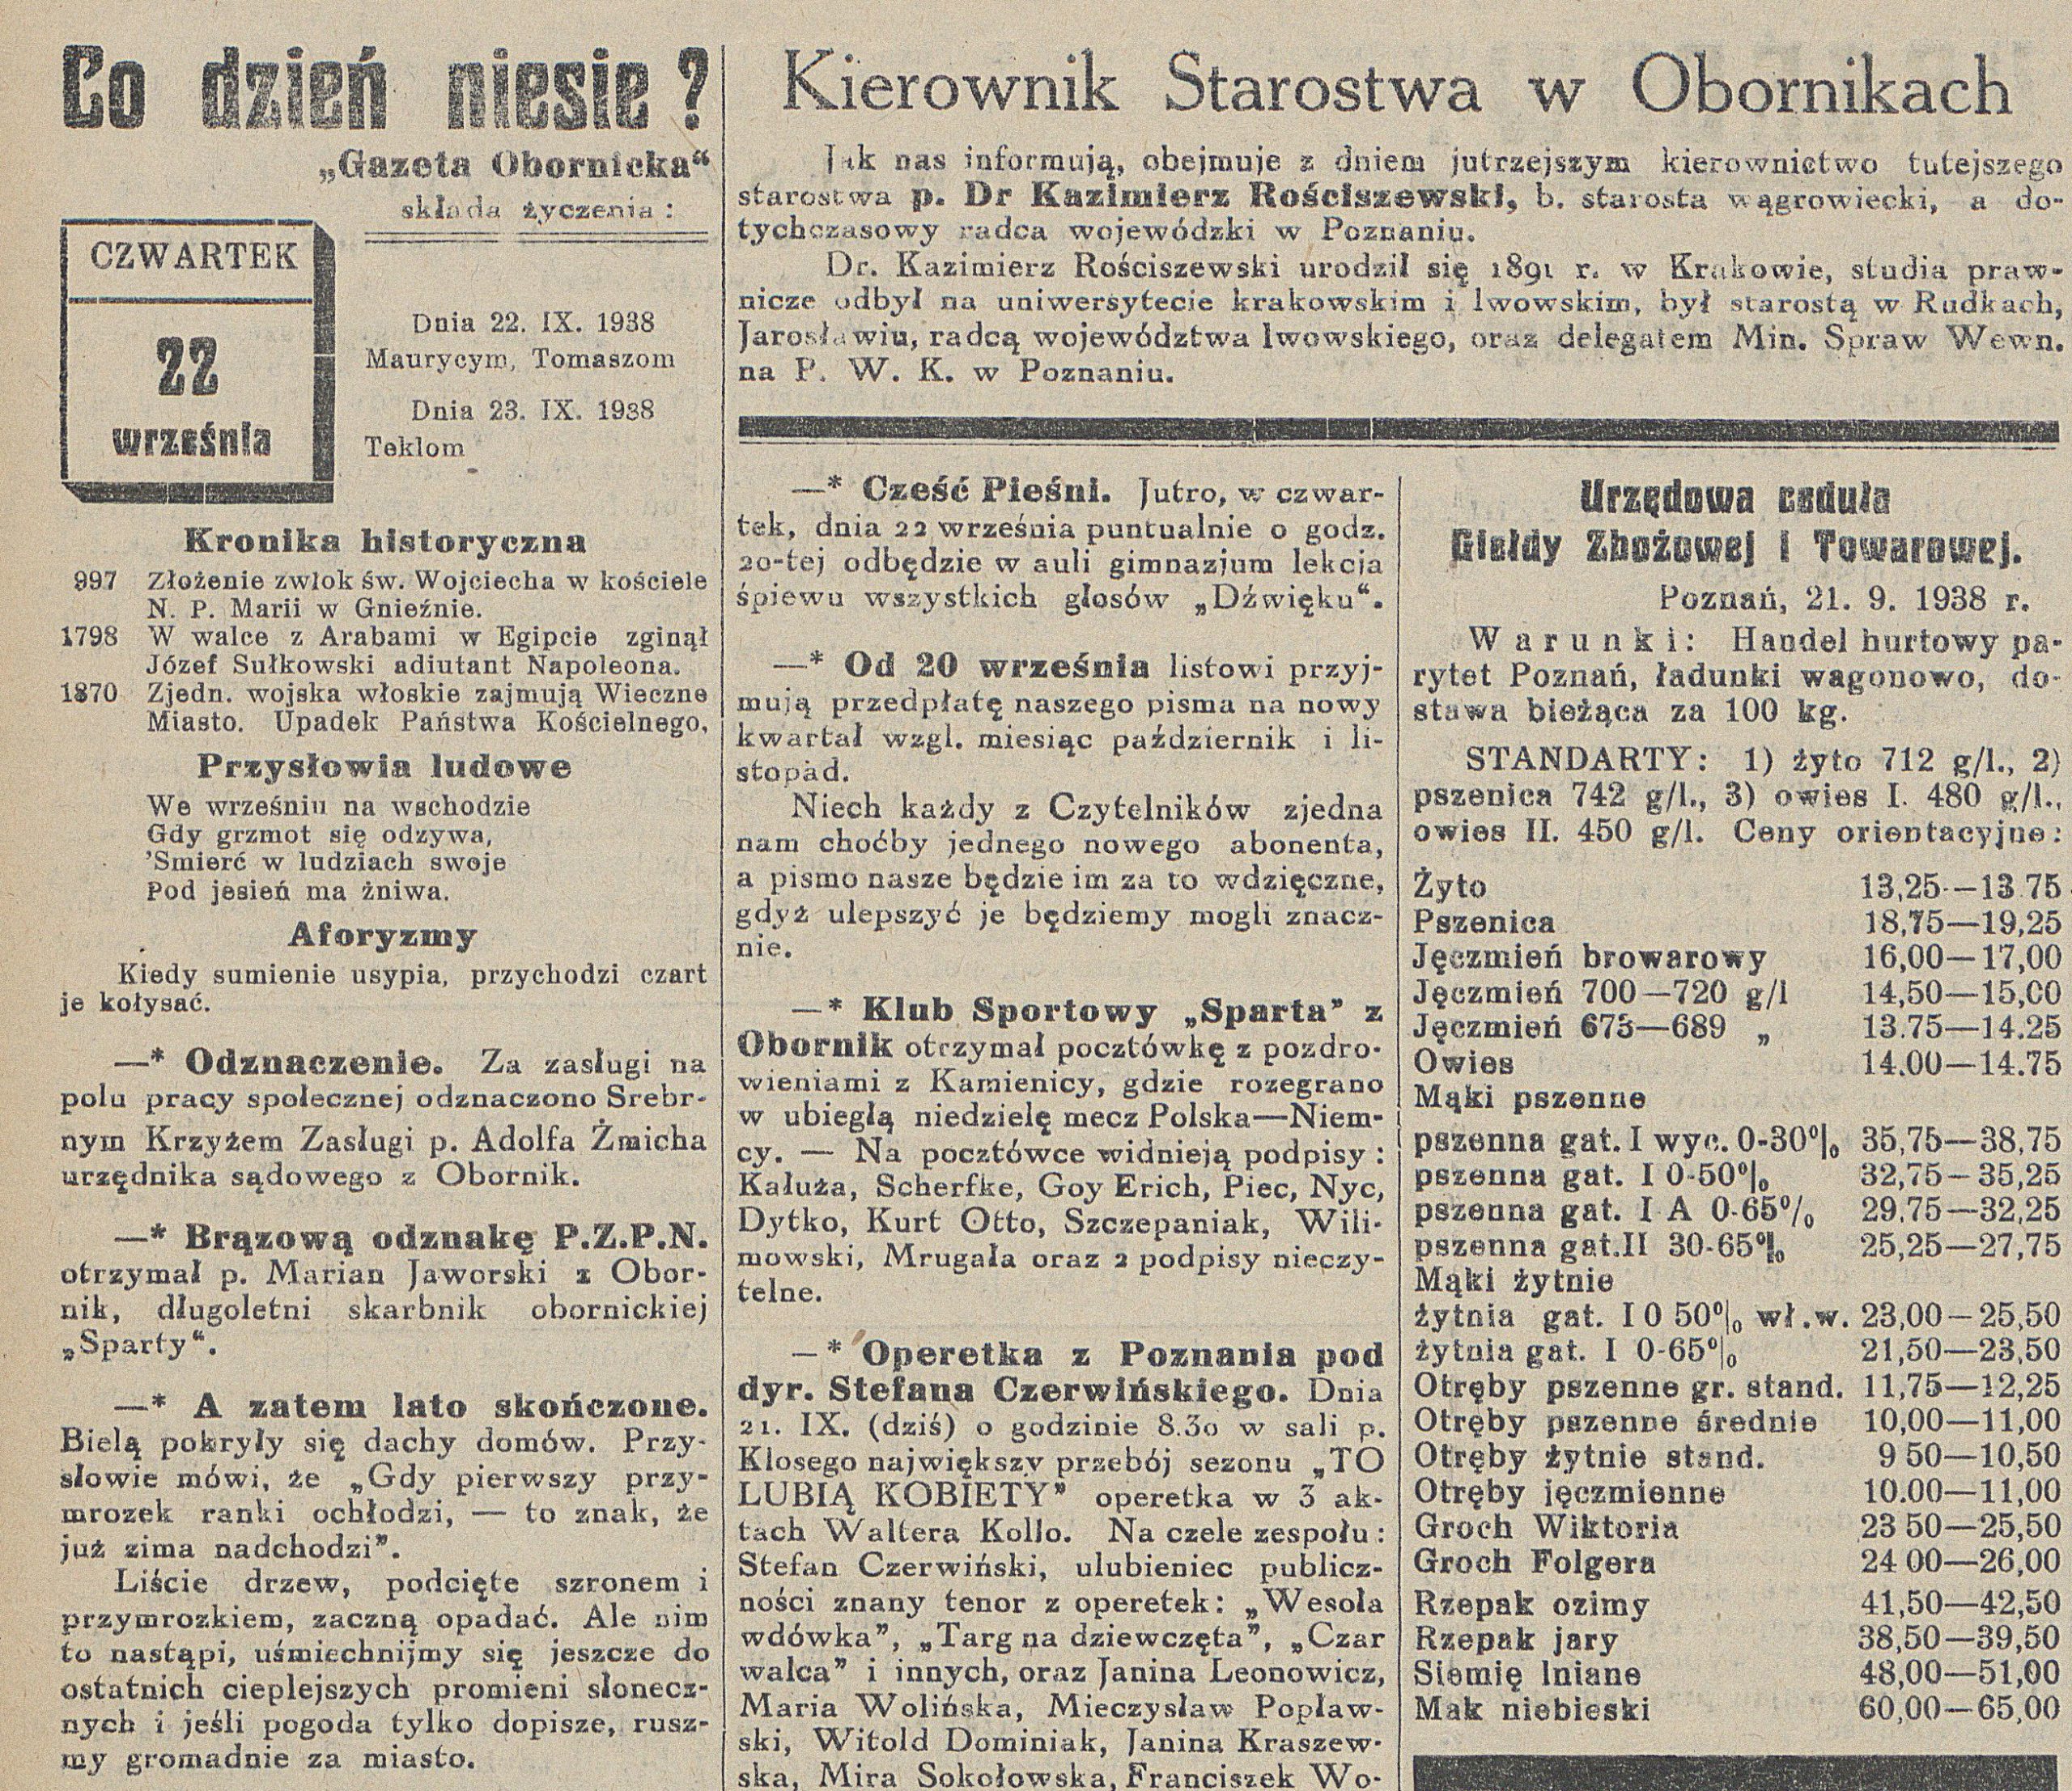 Co dzień niesie?
„Gazeta Obornicka“
składa życzenia:
CZWARTEK
22
września
Dnia 22. IX. 1938
Maurycym, Tomaszom
Dnia 23. IX. 1938
Teklom
Kronika historyczna
997 Złożenie zwłok św. Wojciecha w kościele
N. P. Marii w Gnieźnie.
1798 W walce z Arabami w Egipcie zginął
Józef Sułkowski adiutant Napoleona.
1870 Zjedn. wojska włoskie zajmują Wieczne
Miasto. Upadek Państwa Kościelnego,
Przysłowia ludowe
We wrześniu na wschodzie
Gdy grzmot się odzywa,
'Smierć w ludziach swoje
Pod jesień ma żniwa.
Aforyzmy
Kiedy sumienie usypia, przychodzi czart
je kołysać.
—* Odznaczenie. Za zasługi na
polu pracy społecznej odznaczono Srebr-
nym Krzyżem Zasługi p. Adolfa Żmicha
urzędnika sądowego z Obornik.
—* Brązową odznakę P.Z.P.N.
otrzymał p. Marian Jaworski z Obor-
nik, długoletni skarbnik obornickiej
„Sparty“.
—* A zatem lato skończone.
Bielą pokryły się dachy domów. Przy-
słowie mówi, że „Gdy pierwszy przy-
mrozek ranki ochłodzi, — to znak, że
już zima nadchodzi”.
Liście drzew, podcięte szronem i
przymrozkiem, zaczną opadać. Ale nim
to nastąpi, uśmiechnijmy się jeszcze do
ostatnich cieplejszych promieni słonecz-
nych i jeśli pogoda tylko dopisze, rusz-
my gromadnie za miasto.
Kierownik Starostwa w Obornikach
Jak nas informują, obejmuje z dniem jutrzejszym kierownictwo tutejszego
starostwa p. Dr Kazimierz Rościszewski, b. starosta wągrowiecki, a do-
tychczasowy radca wojewódzki w Poznaniu.
Dr. Kazimierz Rościszewski urodził się 1891 r. w Krakowie, studia praw-
nicze odbył na uniwersytecie krakowskim i lwowskim, był starostą w Rudkach,
Jarosławiu, radcą województwa lwowskiego, oraz delegatem Min. Spraw Wewn.
na P. W. K. w Poznaniu.
—* Cześć Pieśni. Jutro, w czwar-
tek, dnia 22 września puntualnie o godz.
20-tej odbędzie w auli gimnazjum lekcja
śpiewu wszystkich głosów „Dźwięku“.
—* Od 20 września listowi przyj-
mują przedpłatę naszego pisma na nowy
kwartał wzgl. miesiąc październik i li-
stopad.
Niech każdy z Czytelników zjedna
nam choćby jednego nowego abonenta,
a pismo nasze będzie im za to wdzięczne,
gdyż ulepszyć je będziemy mogli znacz-
nie.
—* Klub Sportowy „Sparta” z
Obornik otrzymał pocztówkę z pozdro-
wieniami z Kamienicy, gdzie rozegrano
w ubiegłą niedzielę mecz Polska—Niem-
cy. — Na pocztówce widnieją podpisy:
Kałuża, Scherfke, Goy Erich, Piec, Nyc,
Dytko, Kurt Otto, Szczepaniak, Wili-
mowski, Mrugała oraz 2 podpisy nieczy-
telne.
—* Operetka z Poznania pod
dyr. Stefana Czerwińskiego. Dnia
21. IX. (dziś) o godzinie 8.30 w sali p.
Klosego największy przebój sezonu „TO
LUBIĄ KOBIETY” operetka w 3 ak-
tach Waltera Kollo. Na czele zespołu:
Stefan Czerwiński, ulubieniec publicz-
ności znany tenor z operetek: „Wesoła
wdówka”, „Targ na dziewczęta”, „Czar
walca” i innych, oraz Janina Leonowicz,
Maria Wolińska, Mieczysław Popław-
ski, Witold Dominiak, Janina Kraszew-
ska, Mira Sokołowska, Franciszek Wo-
Urzędowa ceduła
Giełdy Zbożowej i Towarowej.
Poznań, 21. 9. 1938 r.
Warunki: Handel hurtowy pa-
rytet Poznań, ładunki wagonowo, do-
stawa bieżąca za 100 kg.
STANDARTY: 1) żyto 712 g/l., 2)
pszenica 742 g/l., 3) owies I. 480 g/l.,
owies II. 450 g/l. Ceny orientacyjne:
Żyto 13,25—13 75
Pszenica 18,75—19,25
Jęczmień browarowy 16,00—17,00
Jęczmień 700—720 g/l 14,50—15,00
Jęczmień 673—689 „ 13.75—14.25
Owies 14.00—14.75
Mąki pszenne
pszenna gat. I wyc. 0-30% 35,75—38,75
pszenna gat. I 0-50% 32,75—35,25
pszenna gat. I A 0-65% 29.75—32,25
pszenna gat.II 30-65% 25,25—27,75
Mąki żytnie
żytnia gat. I 0 50% wł.w. 23,00—25,50
żytnia gat. I 0-65% 21,50—23,50
Otręby pszenne gr. stand. 11,75—12,25
Otręby pszenne średnie 10,00—11,00
Otręby żytnie stand. 9 50—10,50
Otręby jęczmienne 10.00—11,00
Groch Wiktoria 23 50—25,50
Groch Folgera 24 00—26,00
Rzepak ozimy 41,50—42,50
Rzepak jary 38,50—39,50
Siemię lniane 48,00—51,00
Mak niebieski 60,00—65,00